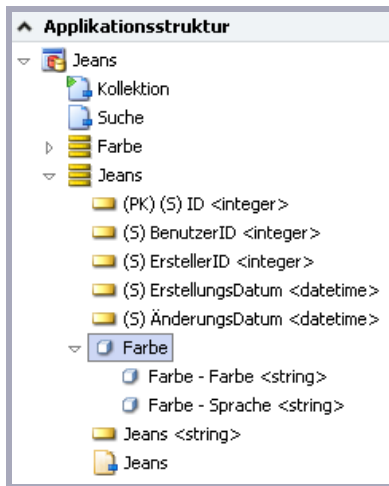 Applikationsstruktur
Jeans
Kollektion
Suche
Farbe
Jeans
(PK) (S) ID <integer>
(S) BenutzerID <integer>
(S) ErstellerID <integer>
(S) ErstellungsDatum <datetime>
(S) ÄnderungsDatum <datetime>
Farbe
Farbe - Farbe <string>
Farbe - Sprache <string>
Jeans <string>
Jeans